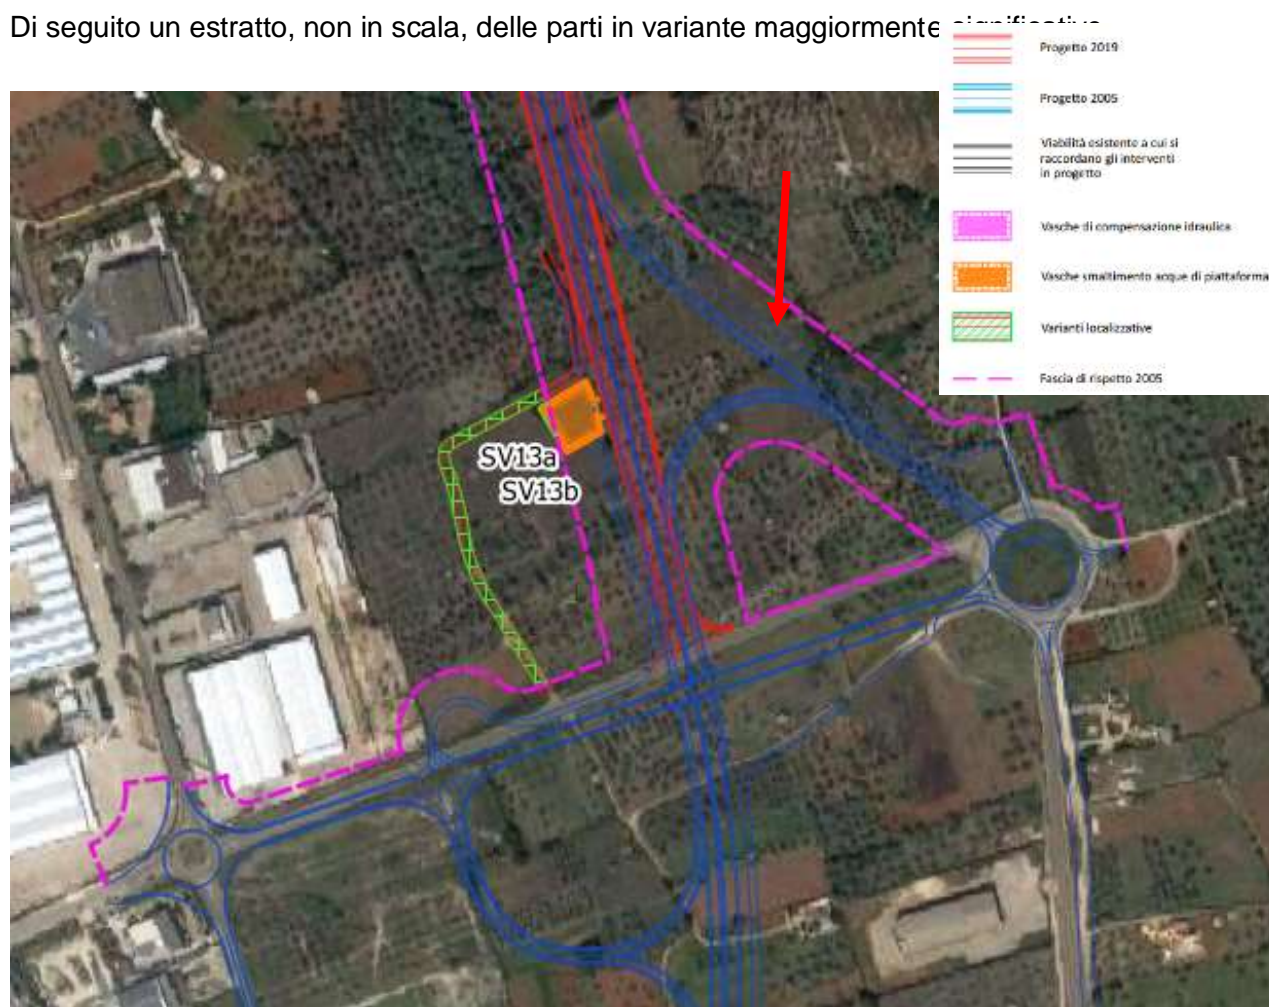 Di seguito un estratto, non in scala, delle parti in variante maggiormente
Progetto 2019
Progetto 2005
Viabilità esistente a cui si
raccordano gli interventi
in progetto
Vasche di compensazione idraulica
Vasche smaltimento acque di piattaforma
Varianti localizzative
Fascia di rispetto 2005
SV13a
SV13b